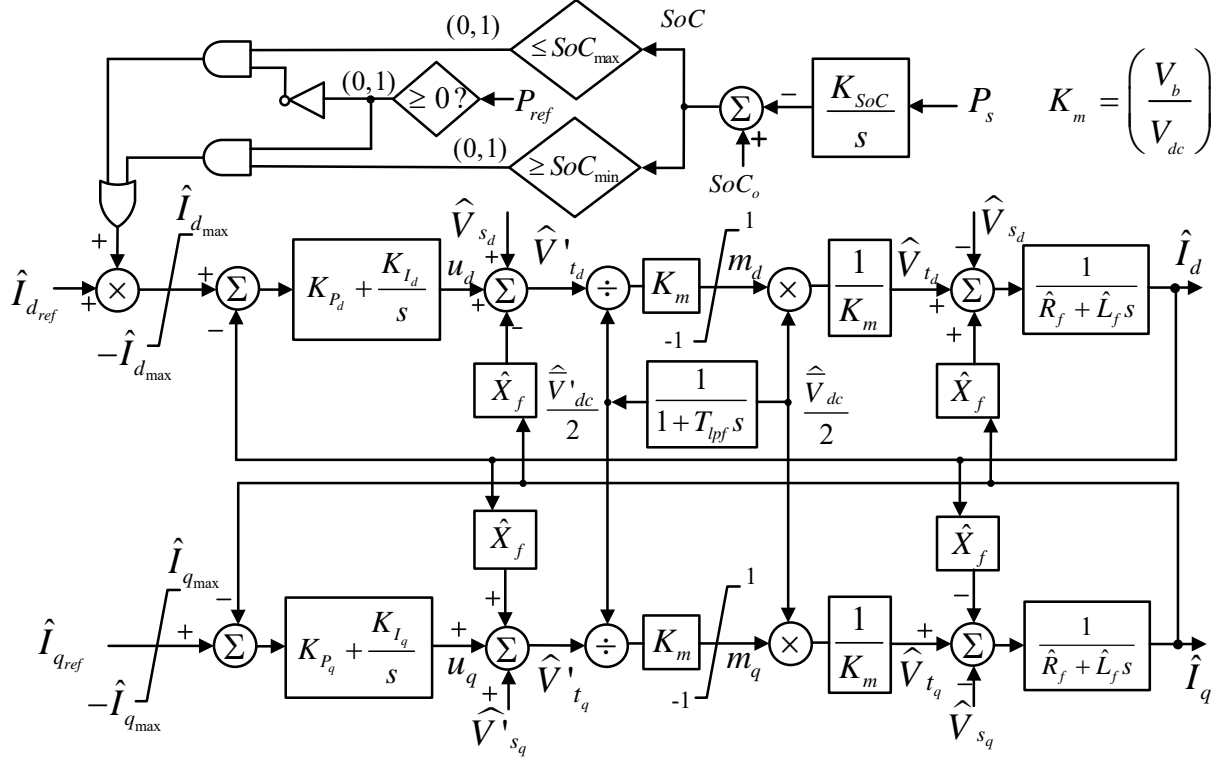 SoC
(0,1)
≤ SoC_max
(0,1)
≥ 0?
P_ref
Σ
−
+
K_SoC / s
P_s
K_m = (V_b / V_dc)
(0,1)
≥ SoC_min
SoC_o
Î_d_max
−Î_d_max
Î_d_ref
+
+
×
+
−
Σ
K_P_d + K_I_d / s
u_d
V̂_s_d
+
+
−
Σ
V̂'_t_d
÷
K_m
1
-1
m_d
×
1 / K_m
V̂_t_d
V̂_s_d
−
+
+
Σ
1 / (R̂_f + L̂_f s)
Î_d
X̂_f
V̂̅'_dc / 2
1 / (1 + T_lpf s)
V̂̅_dc / 2
X̂_f
X̂_f
X̂_f
Î_q_max
−Î_q_max
Î_q_ref
−
+
Σ
K_P_q + K_I_q / s
u_q
+
+
+
Σ
V̂'_s_q
V̂'_t_q
÷
K_m
1
-1
m_q
×
1 / K_m
V̂_t_q
−
+
−
Σ
V̂_s_q
1 / (R̂_f + L̂_f s)
Î_q